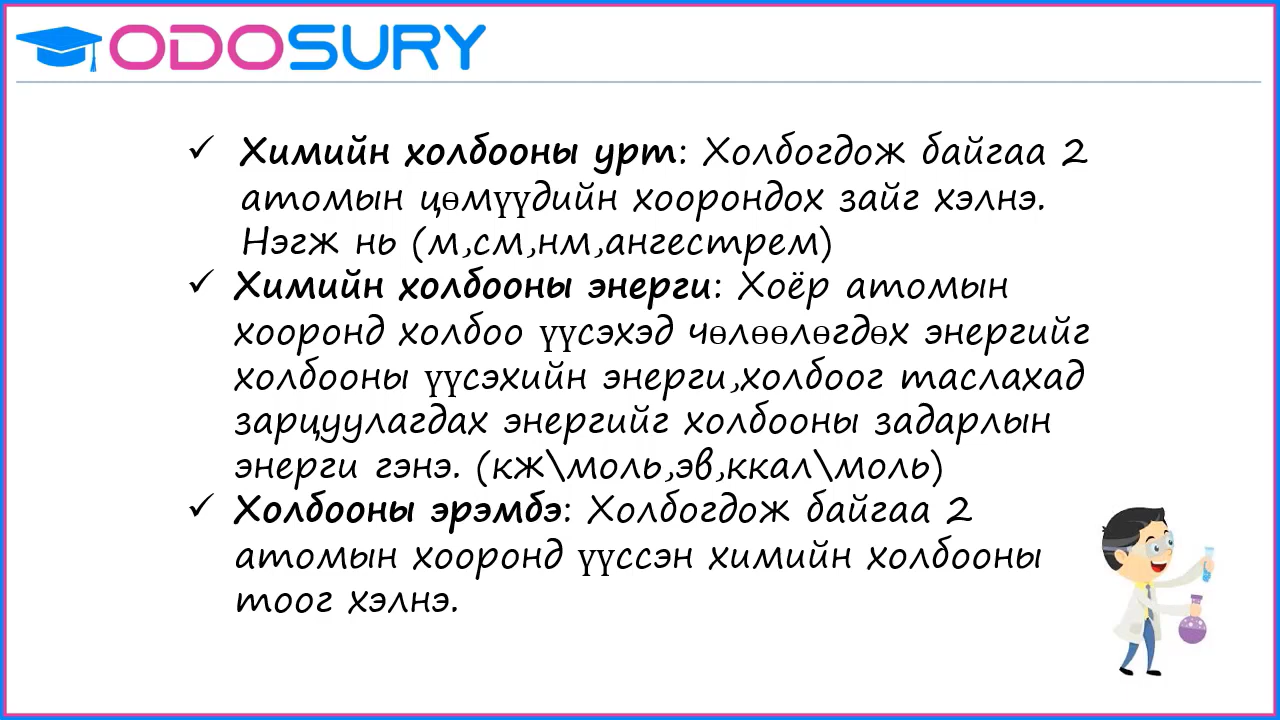 ODOSURY
✓ Химийн холбооны урт: Холбогдож байгаа 2
атомын цөмүүдийн хоорондох зайг хэлнэ.
Нэгж нь (м,см,нм,ангестрем)
✓ Химийн холбооны энерги: Хоёр атомын
хооронд холбоо үүсэхэд чөлөөлөгдөх энергийг
холбооны үүсэхийн энерги,холбоог таслахад
зарцуулагдах энергийг холбооны задарлын
энерги гэнэ. (кж\моль,эв,ккал\моль)
✓ Холбооны эрэмбэ: Холбогдож байгаа 2
атомын хооронд үүссэн химийн холбооны
тоог хэлнэ.